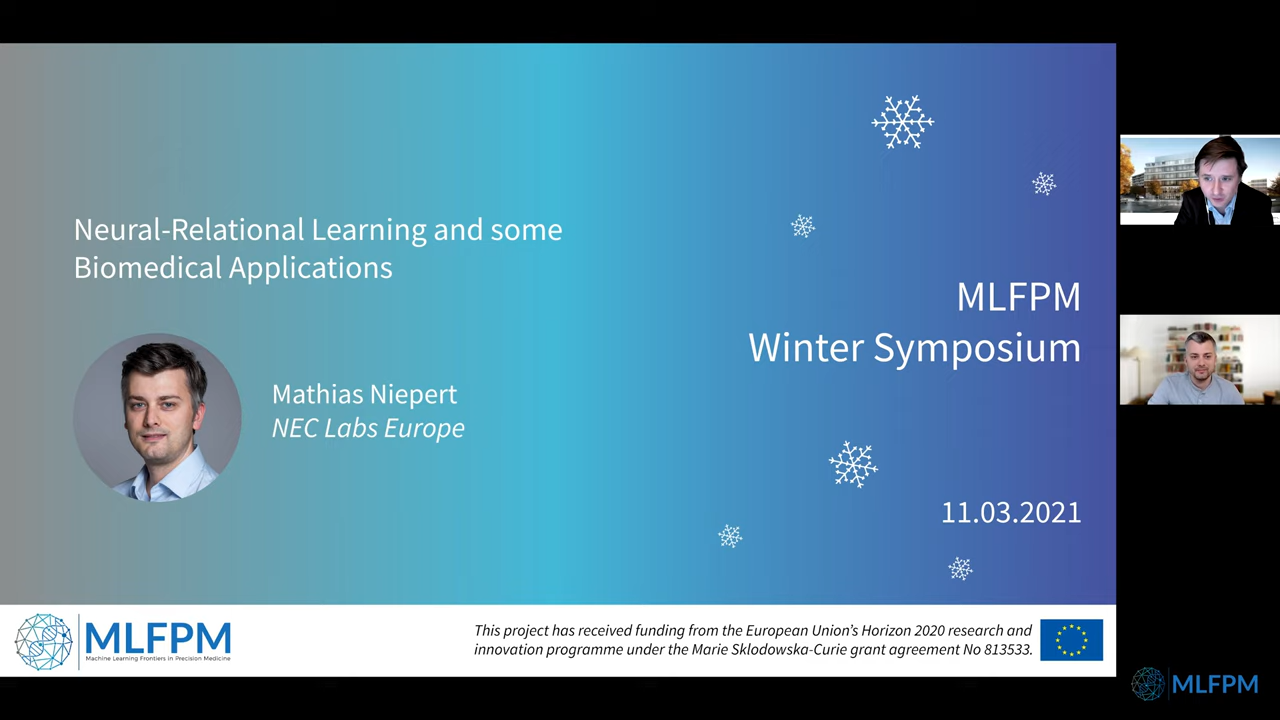 Neural-Relational Learning and some
Biomedical Applications
Mathias Niepert
NEC Labs Europe
MLFPM
Winter Symposium
11.03.2021
MLFPM
Machine Learning Frontiers in Precision Medicine
This project has received funding from the European Union's Horizon 2020 research and
innovation programme under the Marie Sklodowska-Curie grant agreement No 813533.
MLFPM